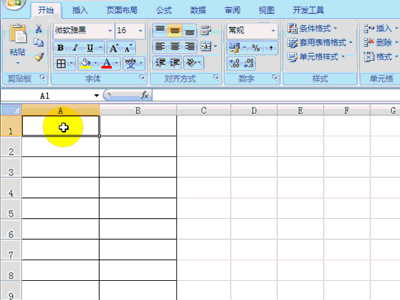 开始 插入 页面布局 公式 数据 审阅 视图 开发工具
微软雅黑 16 常规 条件格式 插入
粘贴 B I U A A 套用表格格式 删除
A 变 % , 单元格样式 格式
剪贴板 字体 对齐方式 数字 样式 单元格
A1 fx
A B C D E F G
1
2
3
4
5
6
7
8
9